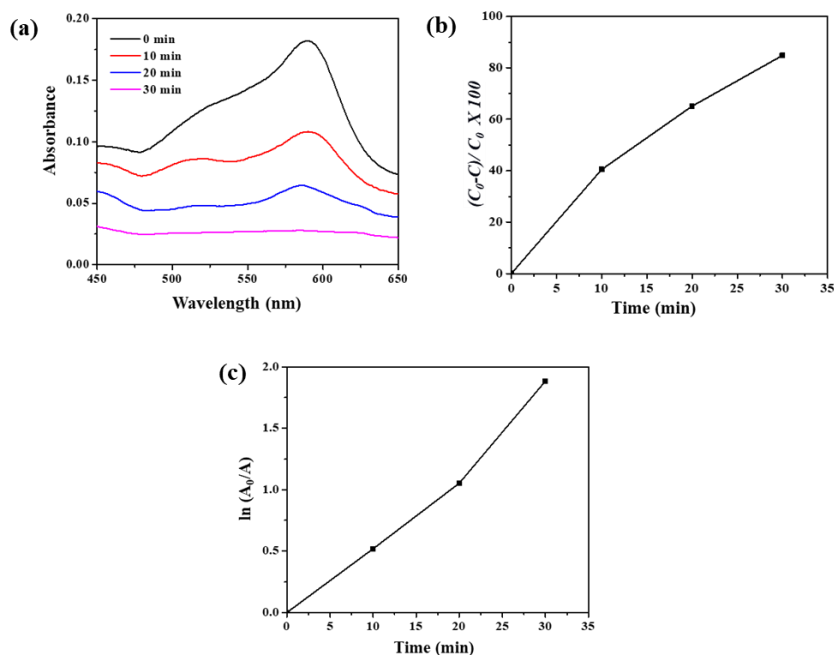 (a)
0 min
10 min
20 min
30 min
0.20
0.15
0.10
0.05
0.00
Absorbance
450 500 550 600 650
Wavelength (nm)
(b)
100
80
60
40
20
0
(C₀-C)/ C₀ X 100
0 5 10 15 20 25 30 35
Time (min)
(c)
2.0
1.5
1.0
0.5
0.0
ln (A₀/A)
0 5 10 15 20 25 30 35
Time (min)